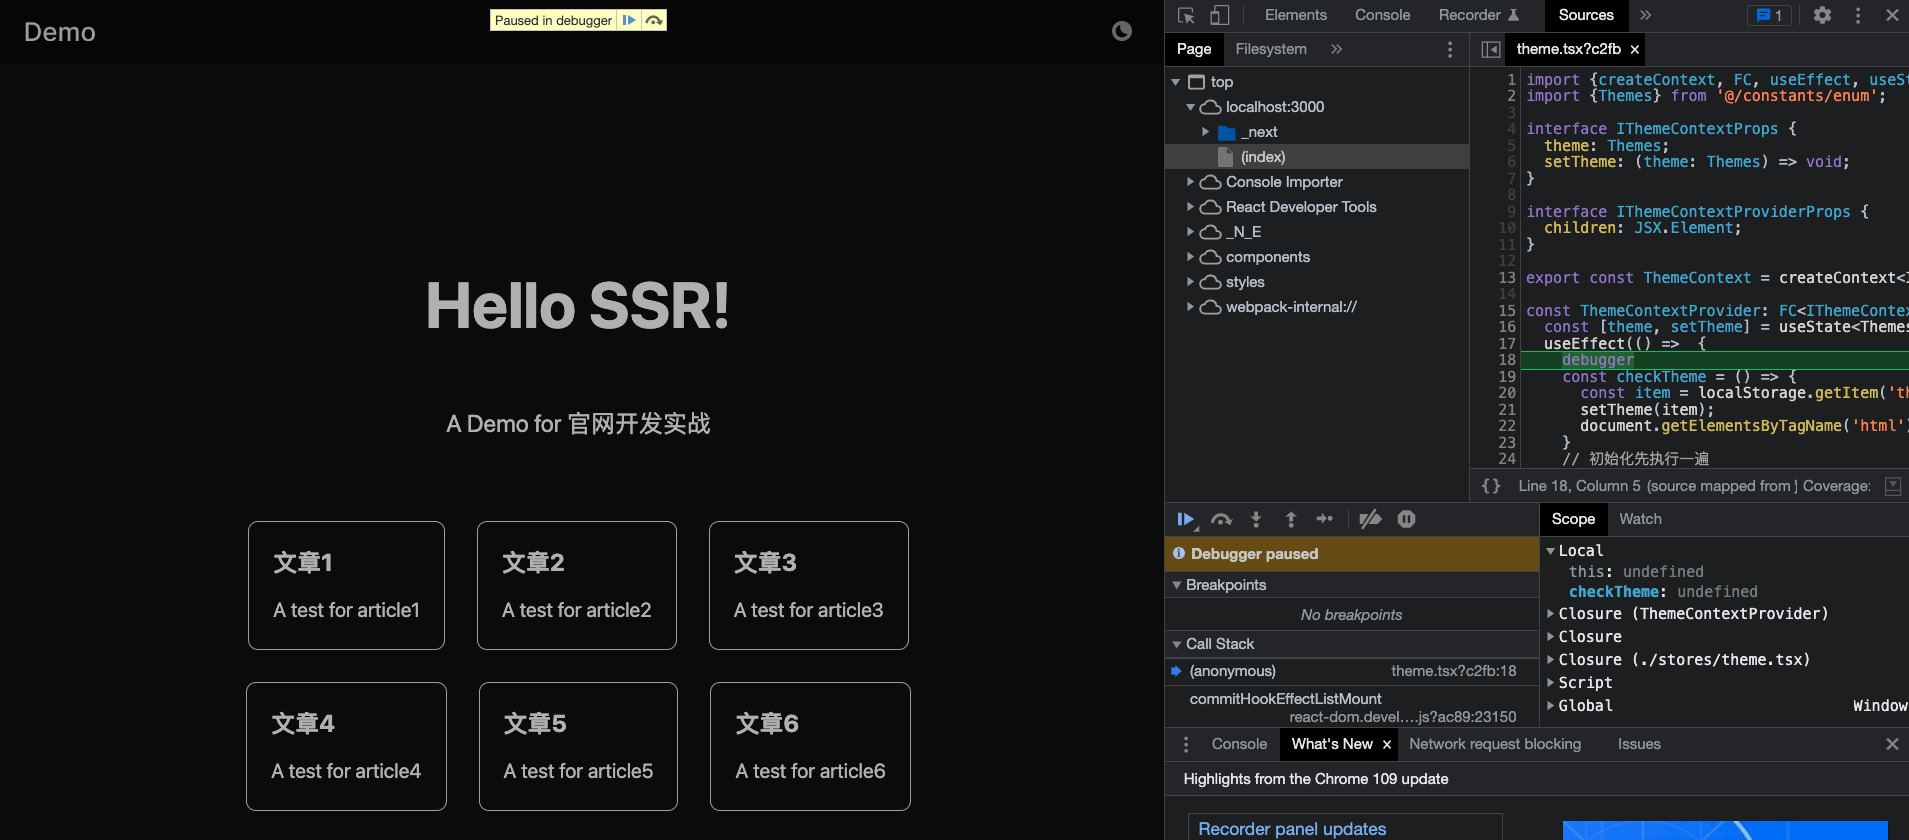 Demo
Paused in debugger
Hello SSR!
A Demo for 官网开发实战
文章1
A test for article1
文章2
A test for article2
文章3
A test for article3
文章4
A test for article4
文章5
A test for article5
文章6
A test for article6
Elements Console Recorder Sources » 1
Page Filesystem »
top
localhost:3000
_next
(index)
Console Importer
React Developer Tools
_N_E
components
styles
webpack-internal://
theme.tsx?c2fb ×
1 import {createContext, FC, useEffect, useSt
2 import {Themes} from '@/constants/enum';
3
4 interface IThemeContextProps {
5 theme: Themes;
6 setTheme: (theme: Themes) => void;
7 }
8
9 interface IThemeContextProviderProps {
10 children: JSX.Element;
11 }
12
13 export const ThemeContext = createContext<I
14
15 const ThemeContextProvider: FC<IThemeContex
16 const [theme, setTheme] = useState<Themes
17 useEffect(() => {
18 debugger
19 const checkTheme = () => {
20 const item = localStorage.getItem('th
21 setTheme(item);
22 document.getElementsByTagName('html')
23 }
24 // 初始化先执行一遍
{} Line 18, Column 5 (source mapped from ) Coverage:
Debugger paused
Breakpoints
No breakpoints
Call Stack
(anonymous) theme.tsx?c2fb:18
commitHookEffectListMount
react-dom.devel….js?ac89:23150
Scope Watch
Local
this: undefined
checkTheme: undefined
Closure (ThemeContextProvider)
Closure
Closure (./stores/theme.tsx)
Script
Global Window
Console What's New × Network request blocking Issues
Highlights from the Chrome 109 update
Recorder panel updates